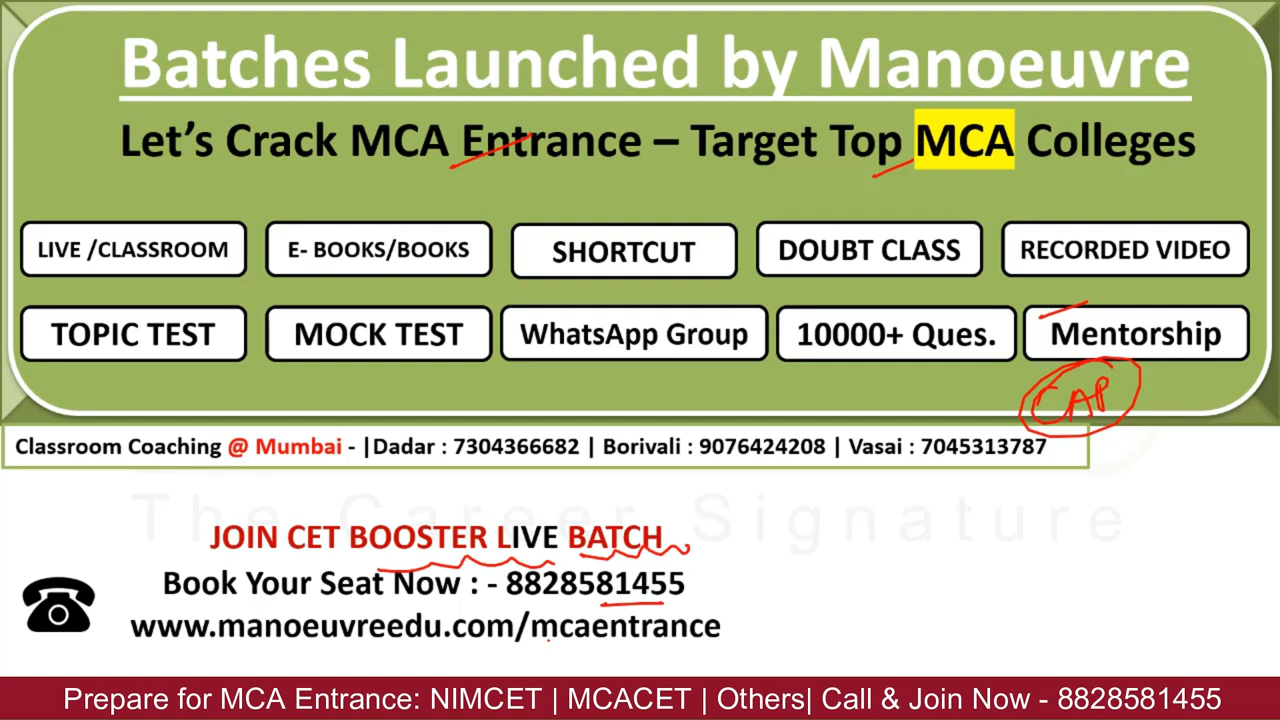 Batches Launched by Manoeuvre
Let's Crack MCA Entrance – Target Top MCA Colleges
LIVE /CLASSROOM E- BOOKS/BOOKS SHORTCUT DOUBT CLASS RECORDED VIDEO
TOPIC TEST MOCK TEST WhatsApp Group 10000+ Ques. Mentorship
CAP
Classroom Coaching @ Mumbai - |Dadar : 7304366682 | Borivali : 9076424208 | Vasai : 7045313787
The Career Signature
JOIN CET BOOSTER LIVE BATCH
Book Your Seat Now : - 8828581455
www.manoeuvreedu.com/mcaentrance
Prepare for MCA Entrance: NIMCET | MCACET | Others| Call & Join Now - 8828581455